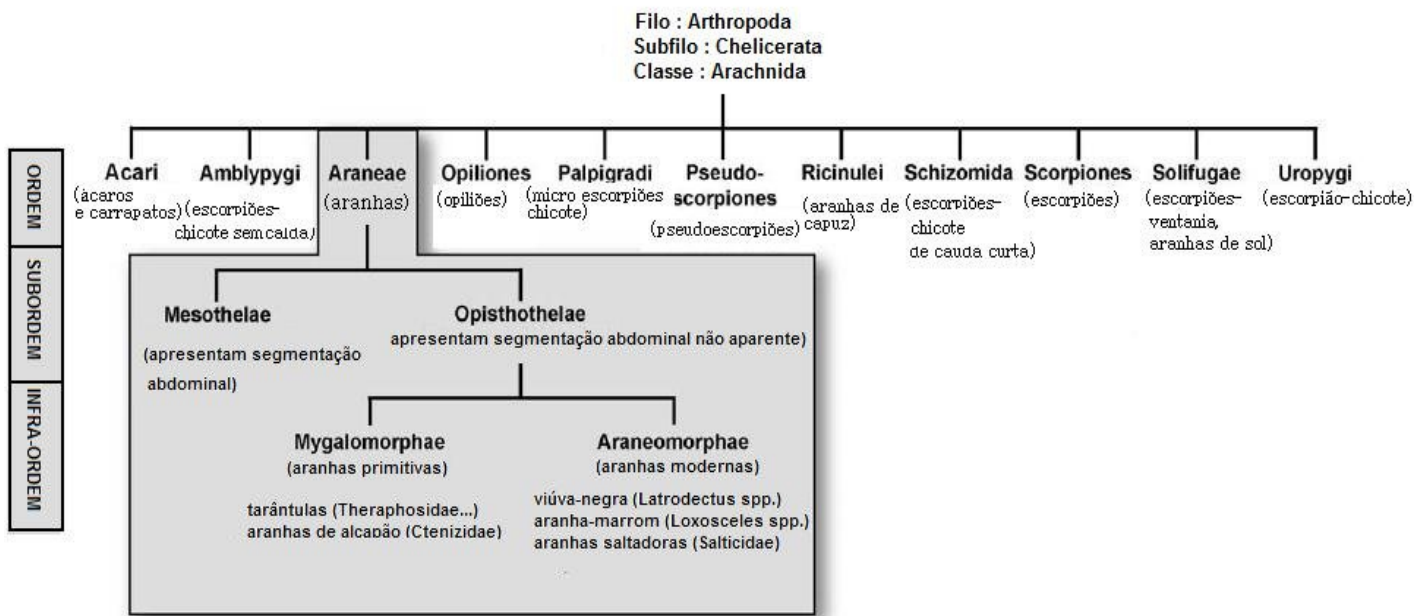 Filo : Arthropoda
Subfilo : Chelicerata
Classe : Arachnida
ORDEM
Acari
(ácaros
e carrapatos)
Amblypygi
(escorpiões-
chicote sem calda)
Araneae
(aranhas)
Opiliones
(opiliões)
Palpigradi
(micro escorpiões
chicote)
Pseudo-
scorpiones
(pseudoescorpiões)
Ricinulei
(aranhas de
capuz)
Schizomida
(escorpiões-
chicote
de cauda curta)
Scorpiones
(escorpiões)
Solifugae
(escorpiões-
ventania,
aranhas de sol)
Uropygi
(escorpião-chicote)
SUBORDEM
Mesothelae
(apresentam segmentação
abdominal)
Opisthothelae
apresentam segmentação abdominal não aparente)
INFRA-ORDEM
Mygalomorphae
(aranhas primitivas)
tarântulas (Theraphosidae...)
aranhas de alcapão (Ctenizidae)
Araneomorphae
(aranhas modernas)
viúva-negra (Latrodectus spp.)
aranha-marrom (Loxosceles spp.)
aranhas saltadoras (Salticidae)